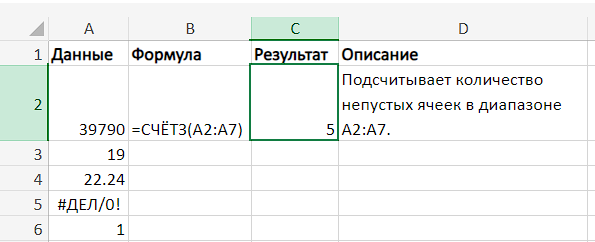 A B C D
1 Данные Формула Результат Описание
Подсчитывает количество
непустых ячеек в диапазоне
2 39790 =СЧЁТЗ(A2:A7) 5 A2:A7.
3 19
4 22.24
5 #ДЕЛ/0!
6 1